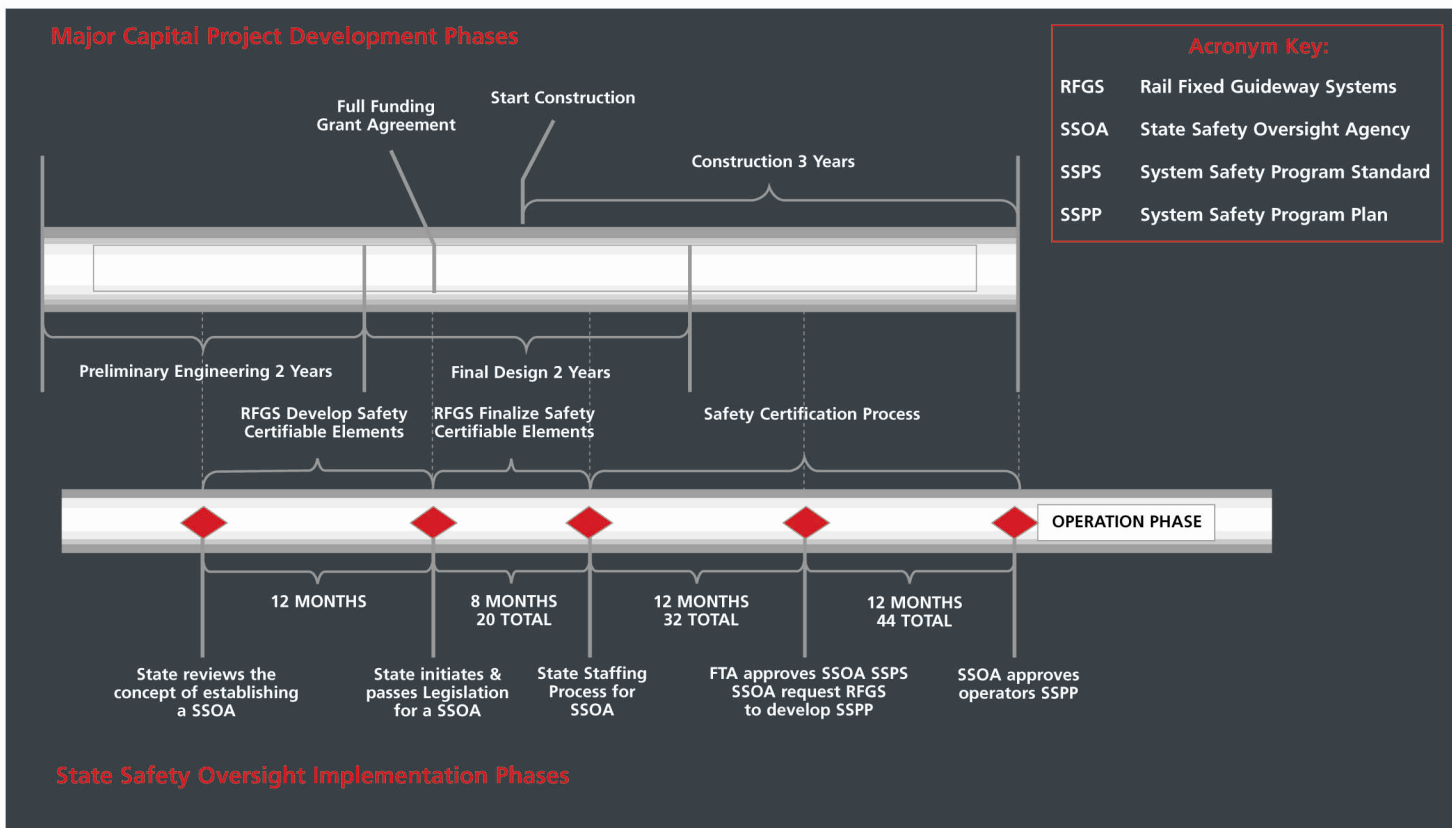 Major Capital Project Development Phases
Acronym Key:
RFGS Rail Fixed Guideway Systems
SSOA State Safety Oversight Agency
SSPS System Safety Program Standard
SSPP System Safety Program Plan
Full Funding
Grant Agreement
Start Construction
Construction 3 Years
Preliminary Engineering 2 Years
Final Design 2 Years
RFGS Develop Safety
Certifiable Elements
RFGS Finalize Safety
Certifiable Elements
Safety Certification Process
OPERATION PHASE
12 MONTHS
8 MONTHS
20 TOTAL
12 MONTHS
32 TOTAL
12 MONTHS
44 TOTAL
State reviews the
concept of establishing
a SSOA
State initiates &
passes Legislation
for a SSOA
State Staffing
Process for
SSOA
FTA approves SSOA SSPS
SSOA request RFGS
to develop SSPP
SSOA approves
operators SSPP
State Safety Oversight Implementation Phases